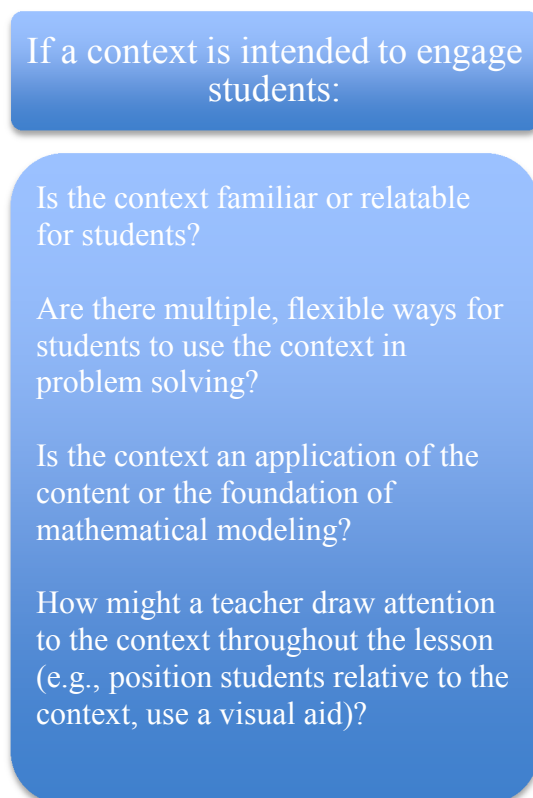 If a context is intended to engage
students:
Is the context familiar or relatable
for students?
Are there multiple, flexible ways for
students to use the context in
problem solving?
Is the context an application of the
content or the foundation of
mathematical modeling?
How might a teacher draw attention
to the context throughout the lesson
(e.g., position students relative to the
context, use a visual aid)?